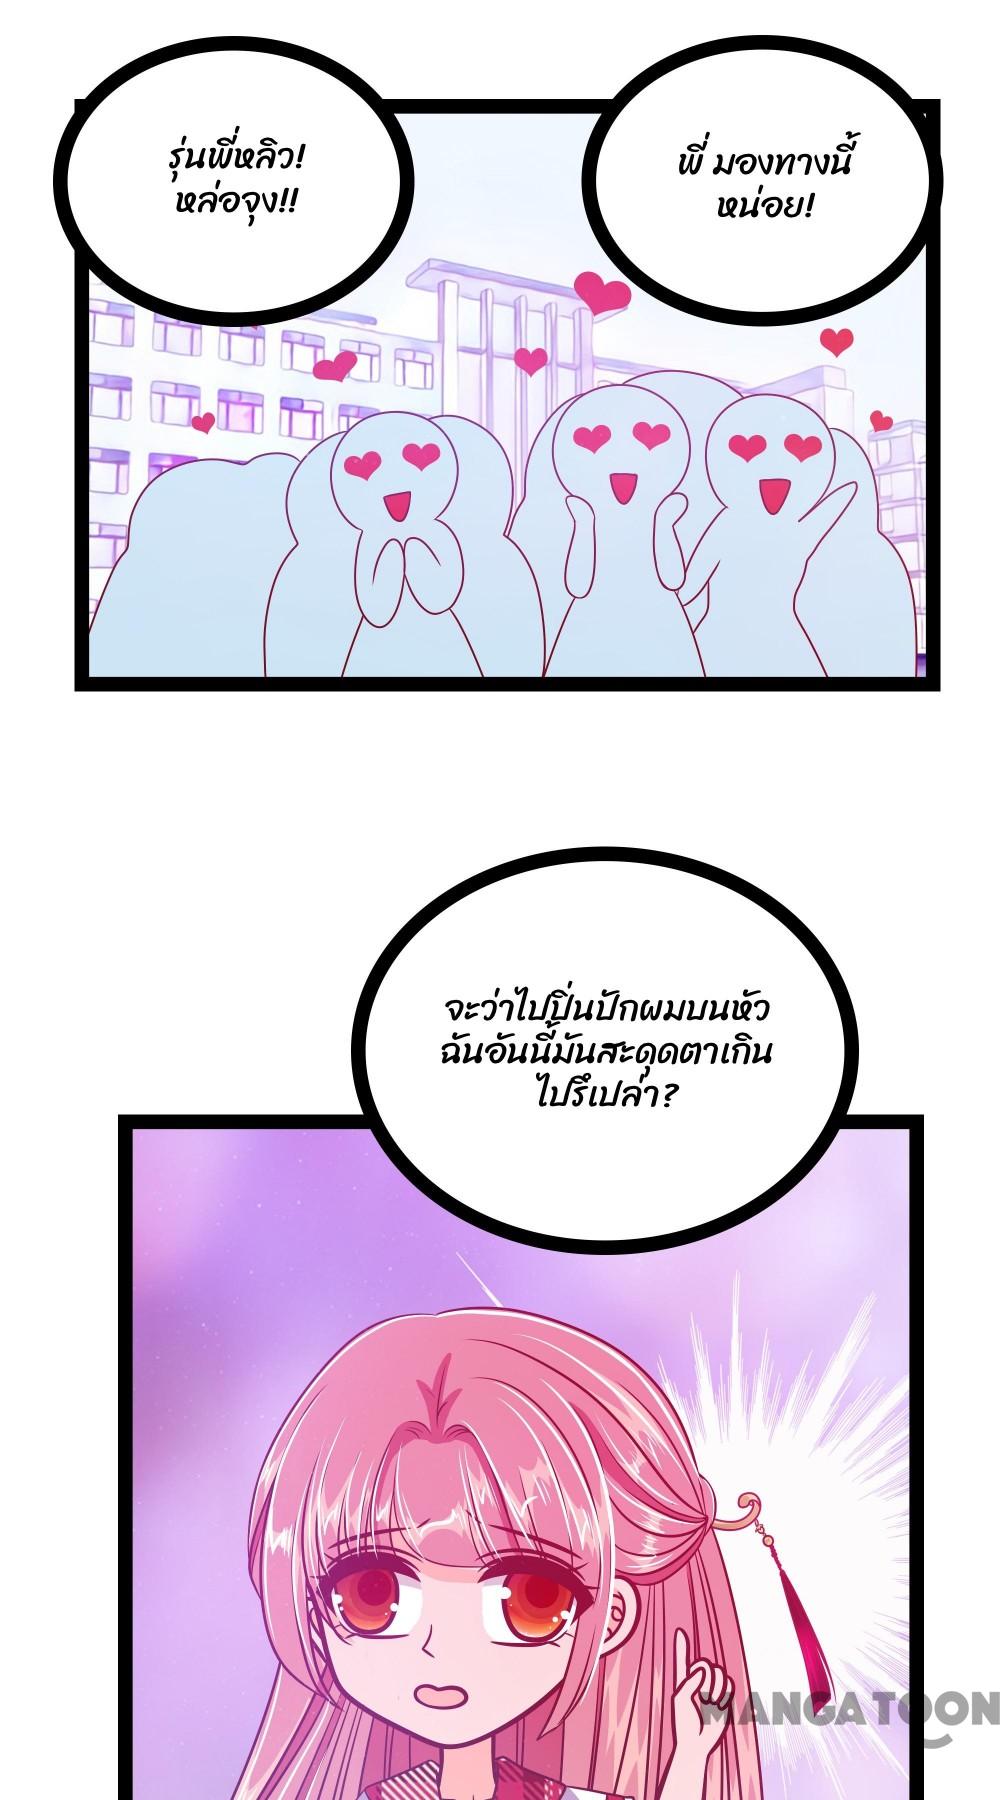 รุ่นพี่หลิว!
หล่อจุง!!
พี่ มองทางนี้
หน่อย!
จะว่าไปปิ่นปักผมบนหัว
ฉันอันนี้มันสะดุดตาเกิน
ไปรึเปล่า?
MANGATOON